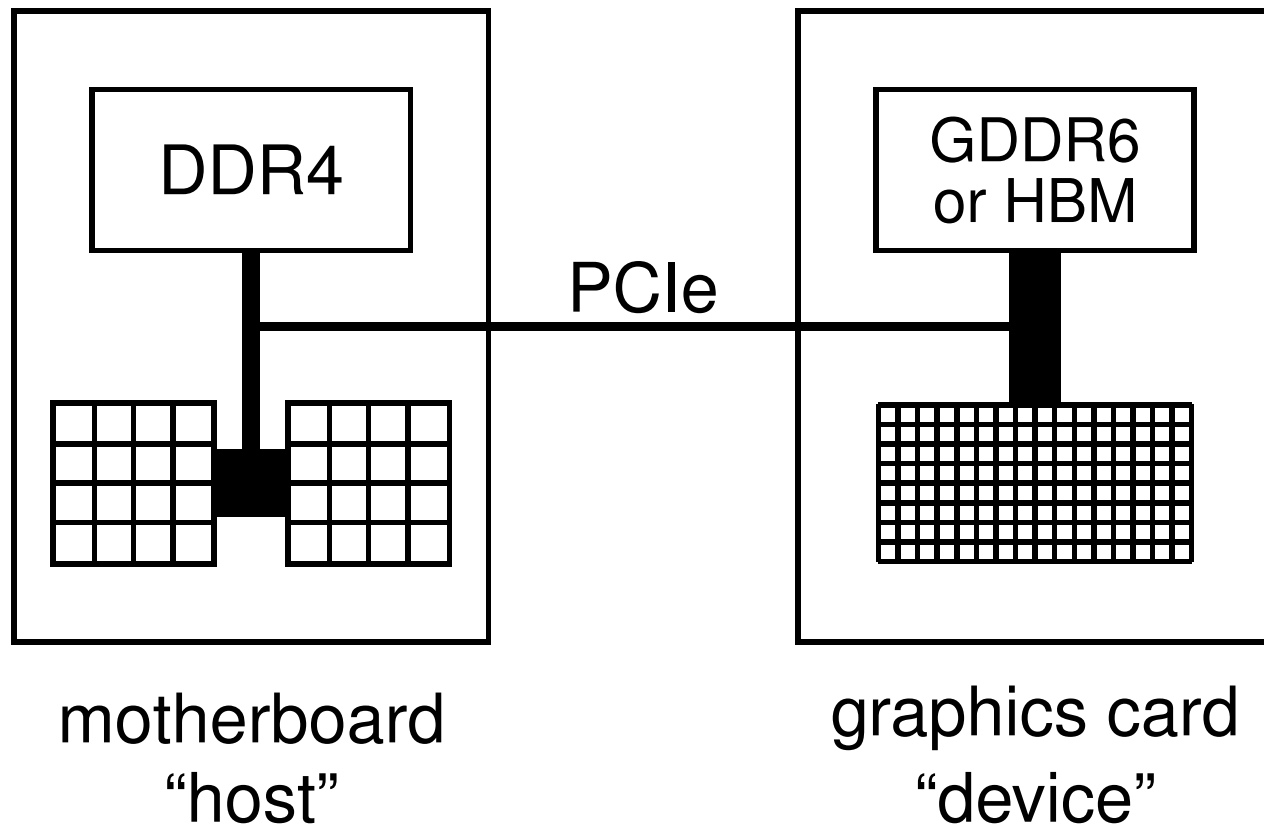 DDR4
GDDR6
or HBM
PCIe
motherboard
“host”
graphics card
“device”